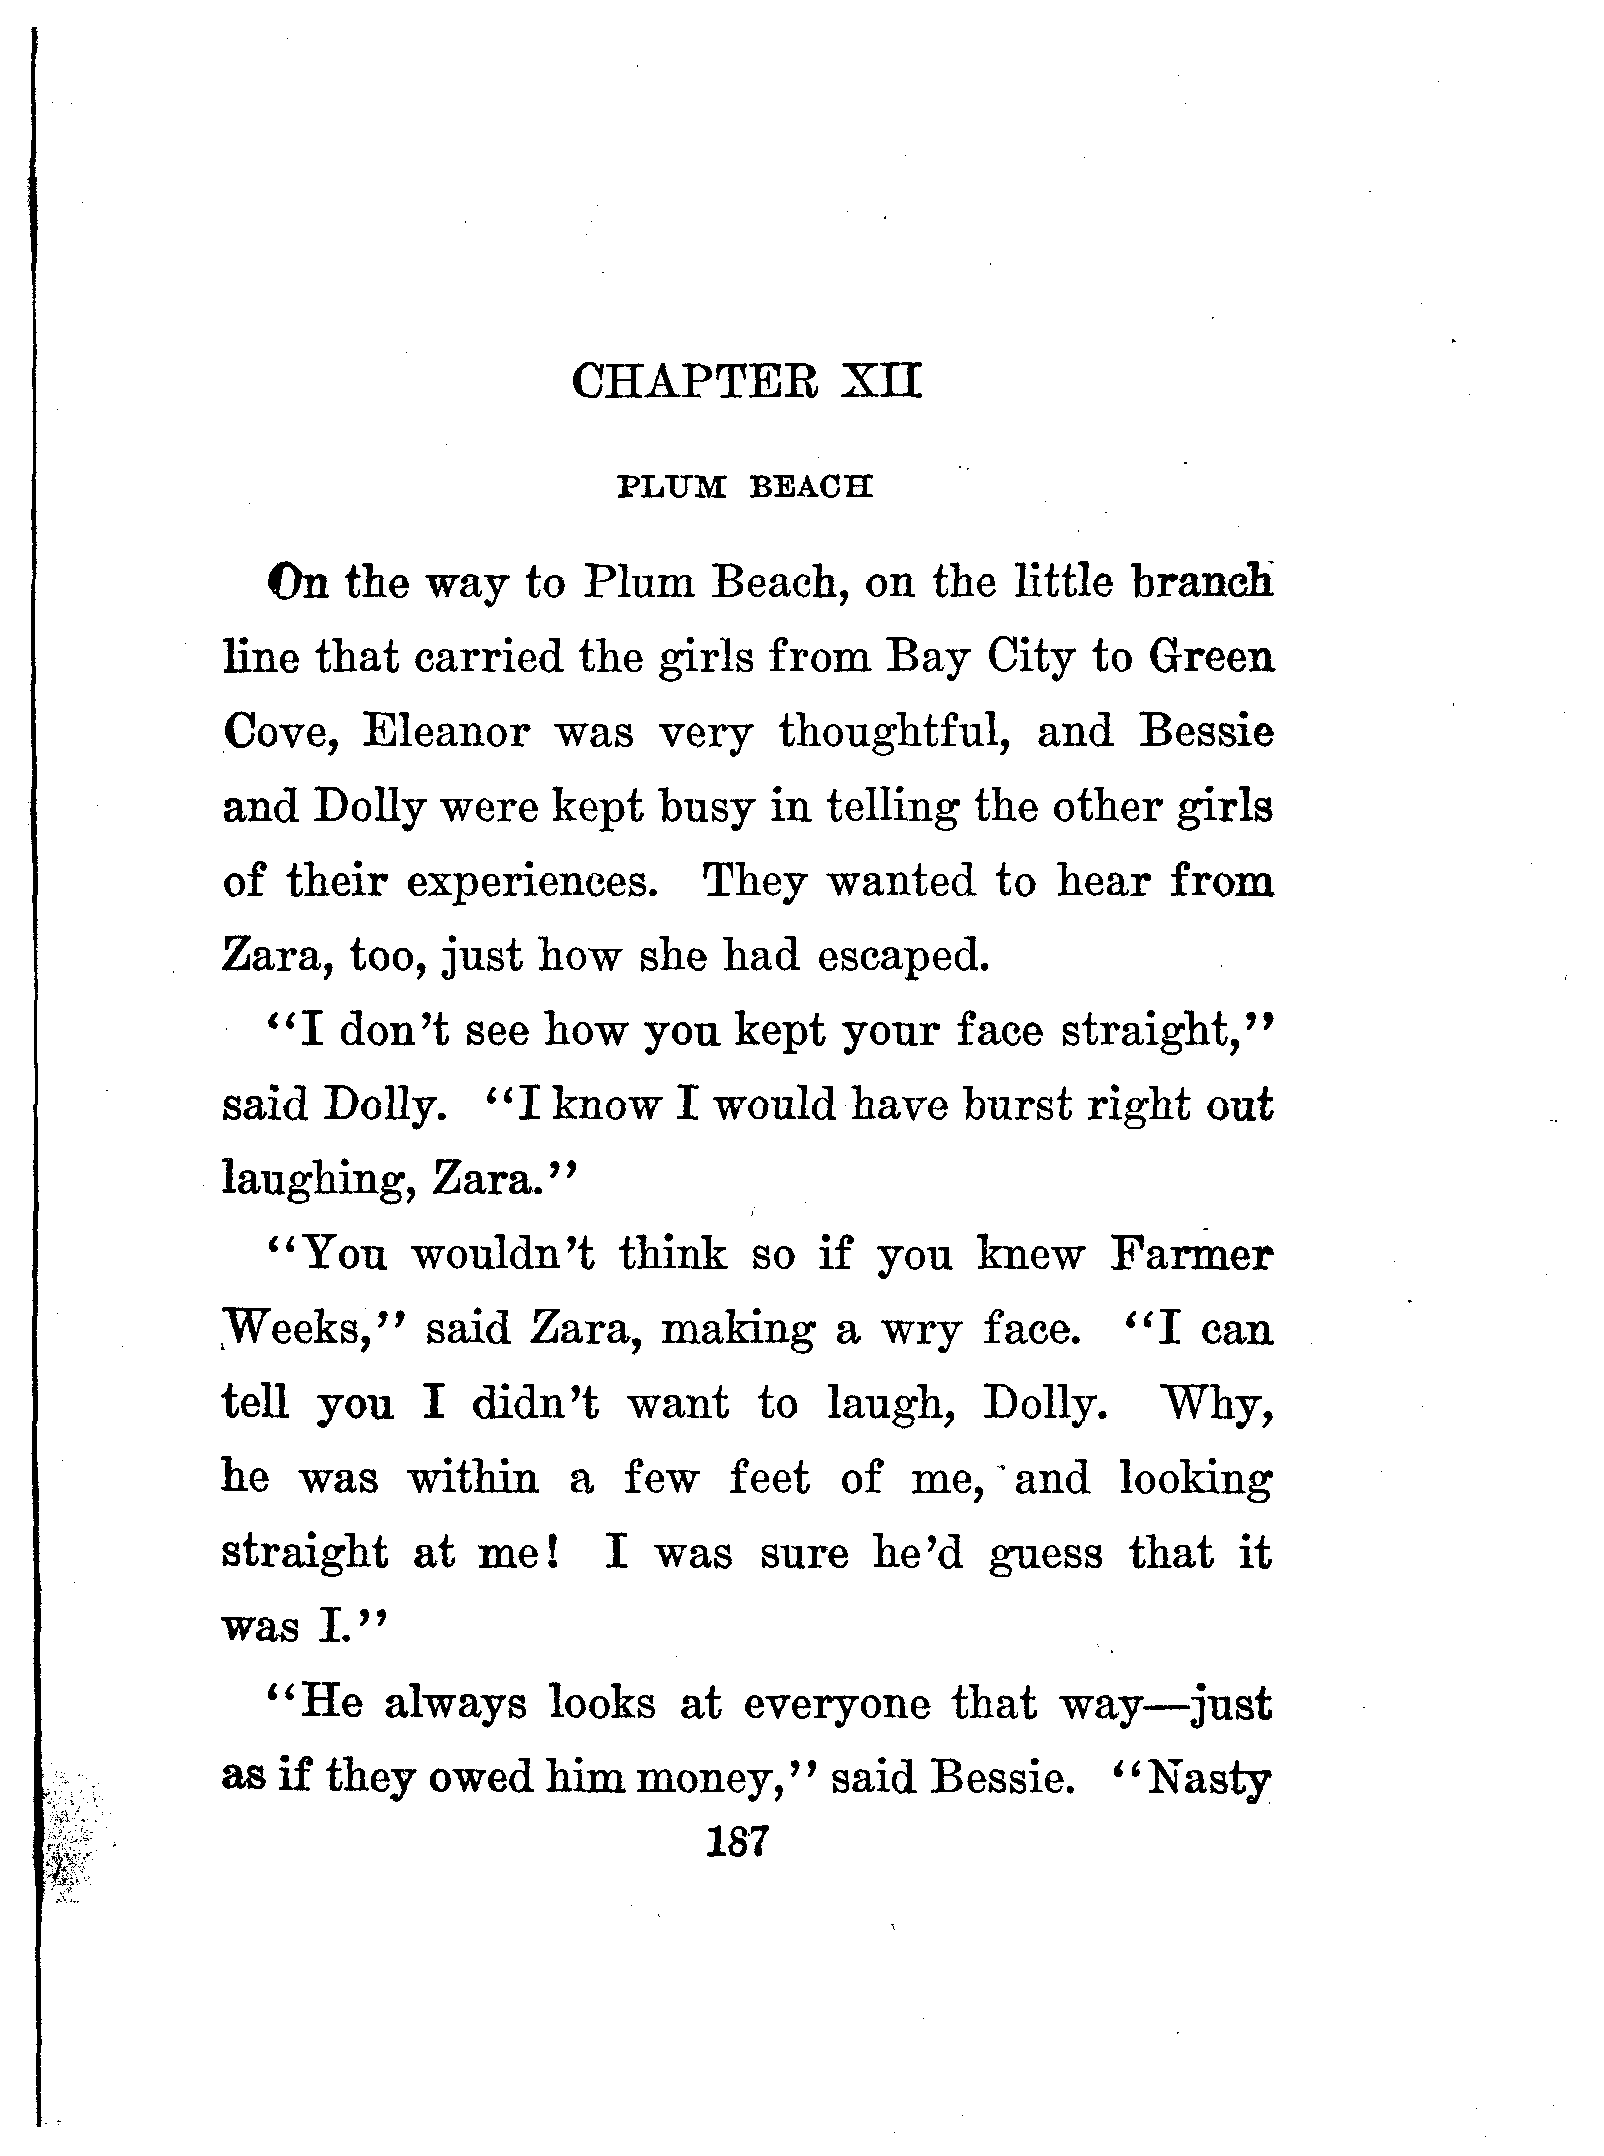 CHAPTER XII
PLUM BEACH
On the way to Plum Beach, on the little branch
line that carried the girls from Bay City to Green
Cove, Eleanor was very thoughtful, and Bessie
and Dolly were kept busy in telling the other girls
of their experiences. They wanted to hear from
Zara, too, just how she had escaped.
“I don’t see how you kept your face straight,”
said Dolly. “I know I would have burst right out
laughing, Zara.”
“You wouldn’t think so if you knew Farmer
Weeks,” said Zara, making a wry face. “I can
tell you I didn’t want to laugh, Dolly. Why,
he was within a few feet of me, and looking
straight at me! I was sure he’d guess that it
was I.”
“He always looks at everyone that way—just
as if they owed him money,” said Bessie. “Nasty
187